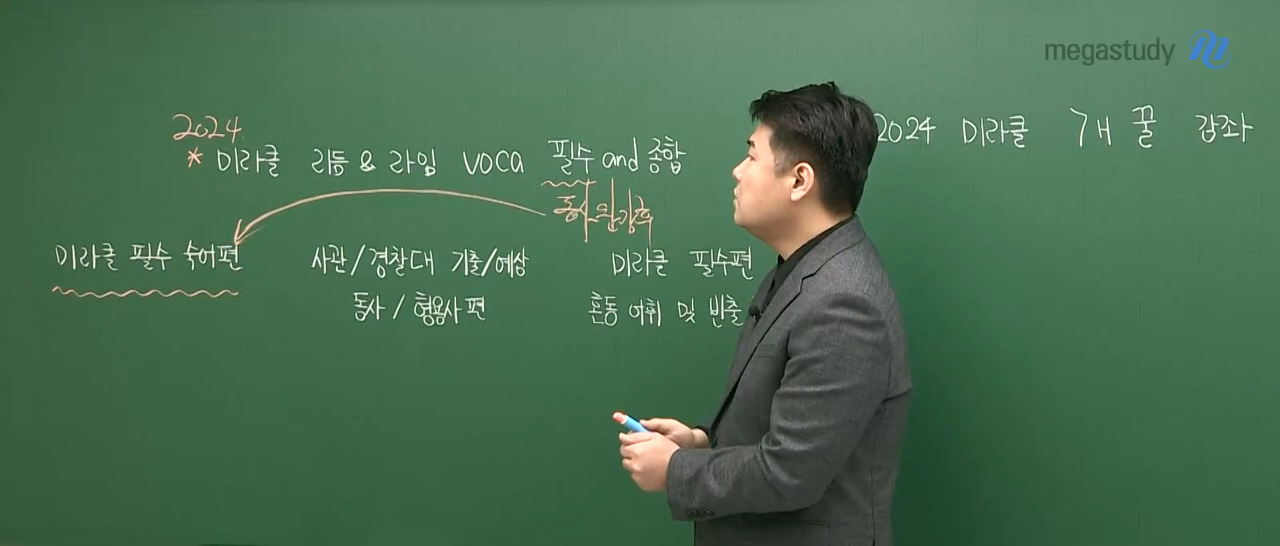 megastudy
2024
* 미라클 리듬 & 라임 VOCA 필수 and 종합
미라클 필수 숙어편
사관/경찰대 기출/예상
동사 / 형용사편
미라클 필수편
혼동 어휘 및 빈출
2024 미라클 개꿀 강좌